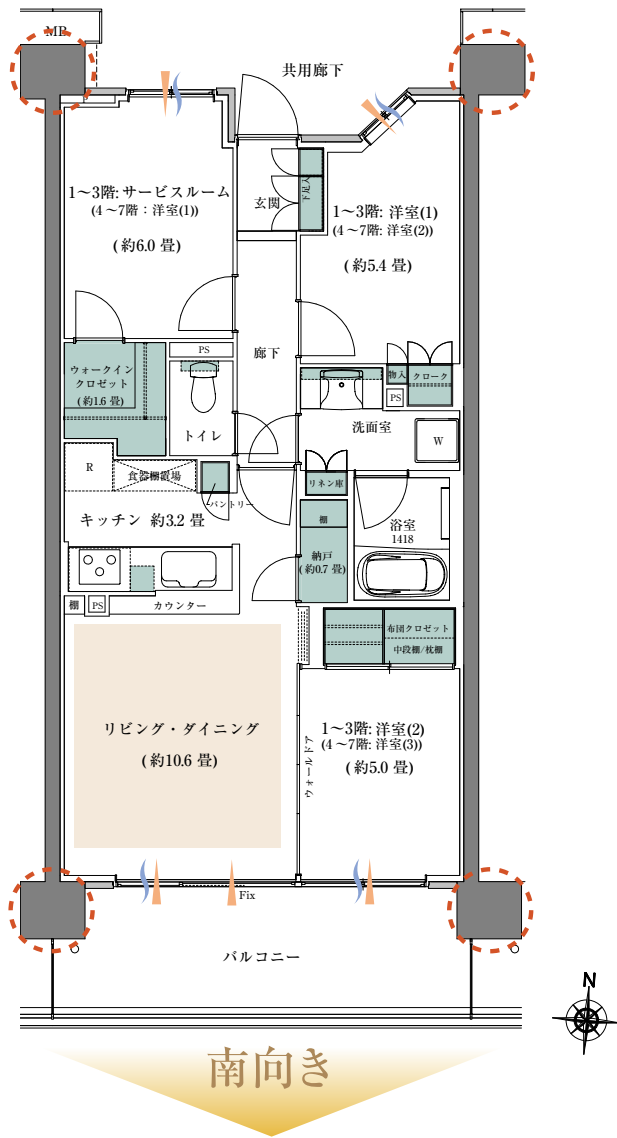 MB
共用廊下
1～3階: サービスルーム
(4～7階：洋室(1))
(約6.0 畳)
玄関
下足入
1～3階: 洋室(1)
(4～7階: 洋室(2))
(約5.4 畳)
PS
廊下
ウォークイン
クロゼット
(約1.6 畳)
トイレ
物入
クローク
PS
洗面室
W
R
食器棚置場
パントリー
リネン庫
キッチン 約3.2 畳
棚
納戸
(約0.7 畳)
浴室
1418
棚
PS
カウンター
布団クロゼット
中段棚/枕棚
リビング・ダイニング
(約10.6 畳)
ウォールドア
1～3階: 洋室(2)
(4～7階: 洋室(3))
(約5.0 畳)
Fix
バルコニー
N
南向き